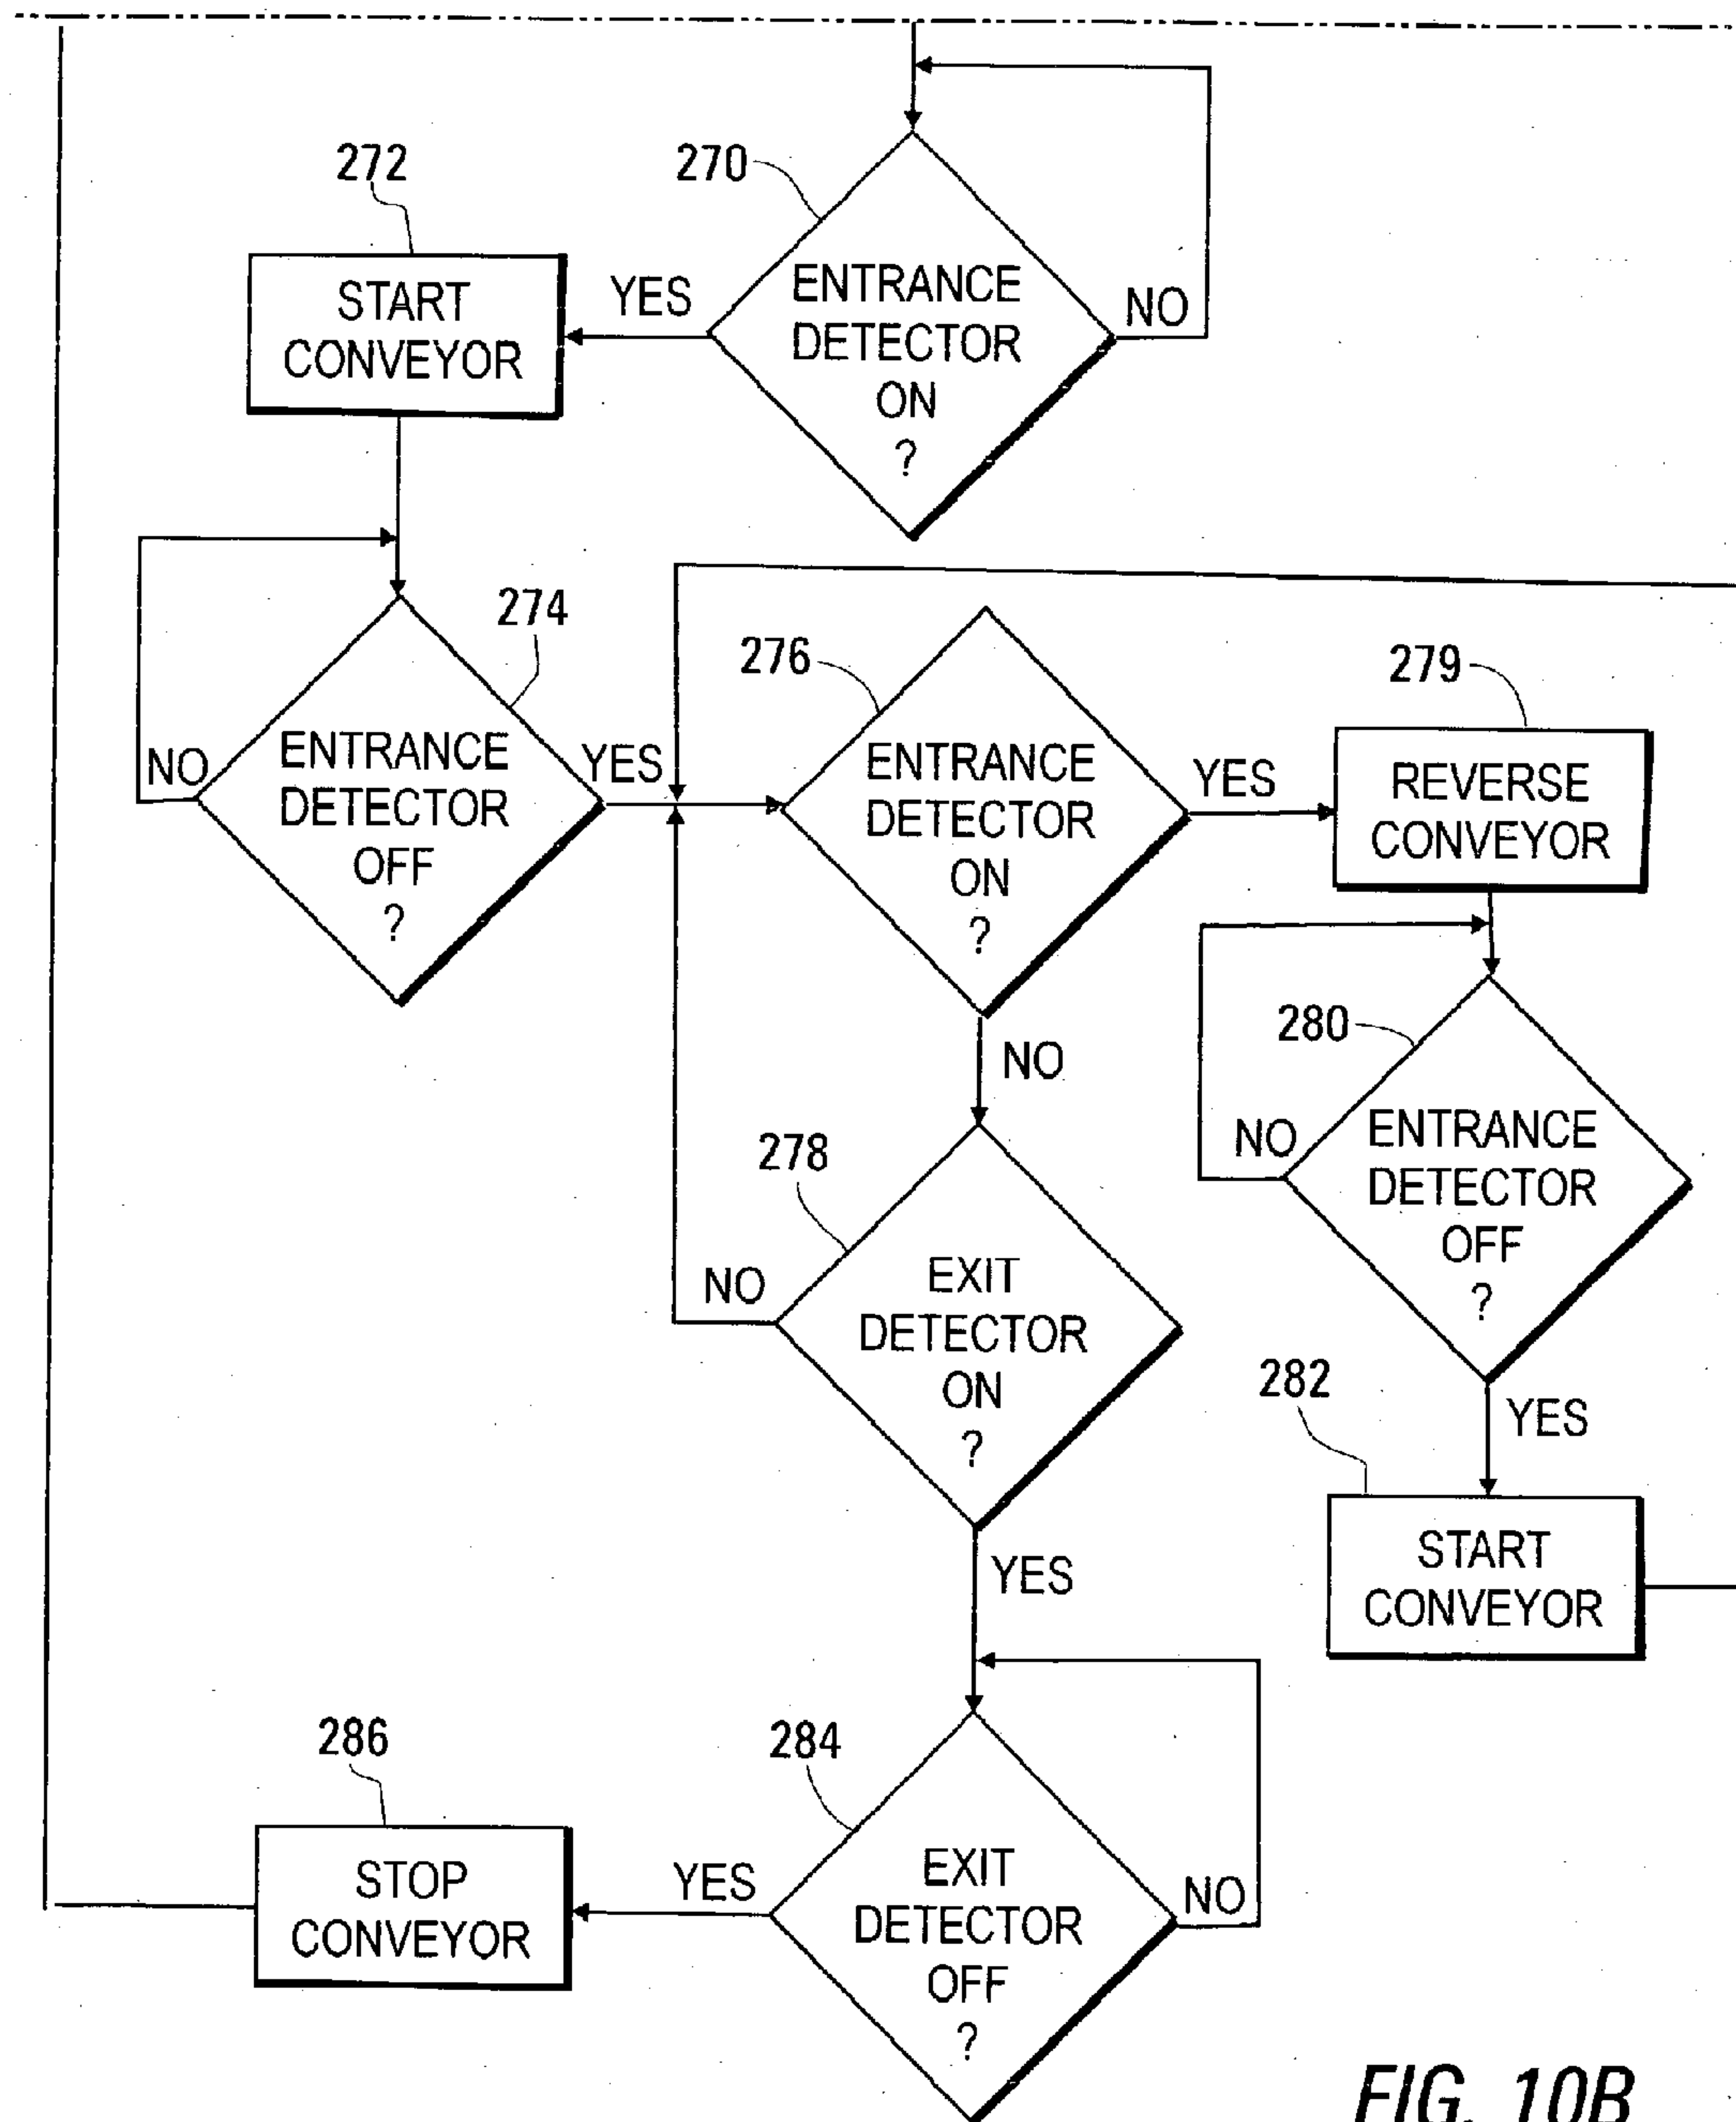 272
270
START
CONVEYOR
YES
ENTRANCE
DETECTOR
ON
?
NO
274
276
279
NO
ENTRANCE
DETECTOR
OFF
?
YES
ENTRANCE
DETECTOR
ON
?
YES
REVERSE
CONVEYOR
NO
280
278
NO
ENTRANCE
DETECTOR
OFF
?
NO
EXIT
DETECTOR
ON
?
282
YES
START
CONVEYOR
YES
286
284
STOP
CONVEYOR
YES
EXIT
DETECTOR
OFF
?
NO
FIG. 10B